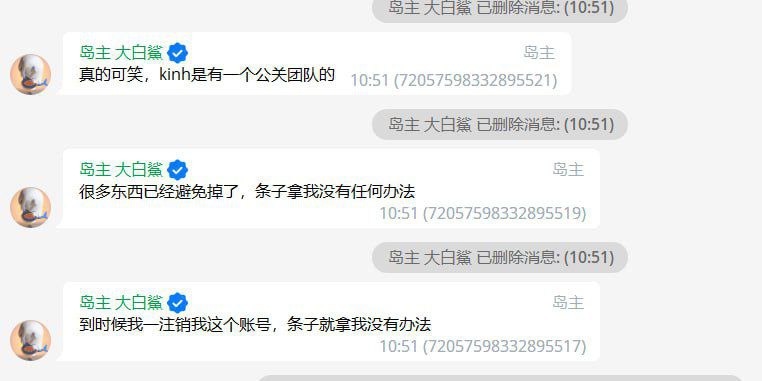 岛主 大白鲨 已删除消息: (10:51)
岛主 大白鲨 岛主
真的可笑，kinh是有一个公关团队的 10:51 (72057598332895521)
岛主 大白鲨 已删除消息: (10:51)
岛主 大白鲨 岛主
很多东西已经避免掉了，条子拿我没有任何办法
10:51 (72057598332895519)
岛主 大白鲨 已删除消息: (10:51)
岛主 大白鲨 岛主
到时候我一注销我这个账号，条子就拿我没有办法
10:51 (72057598332895517)